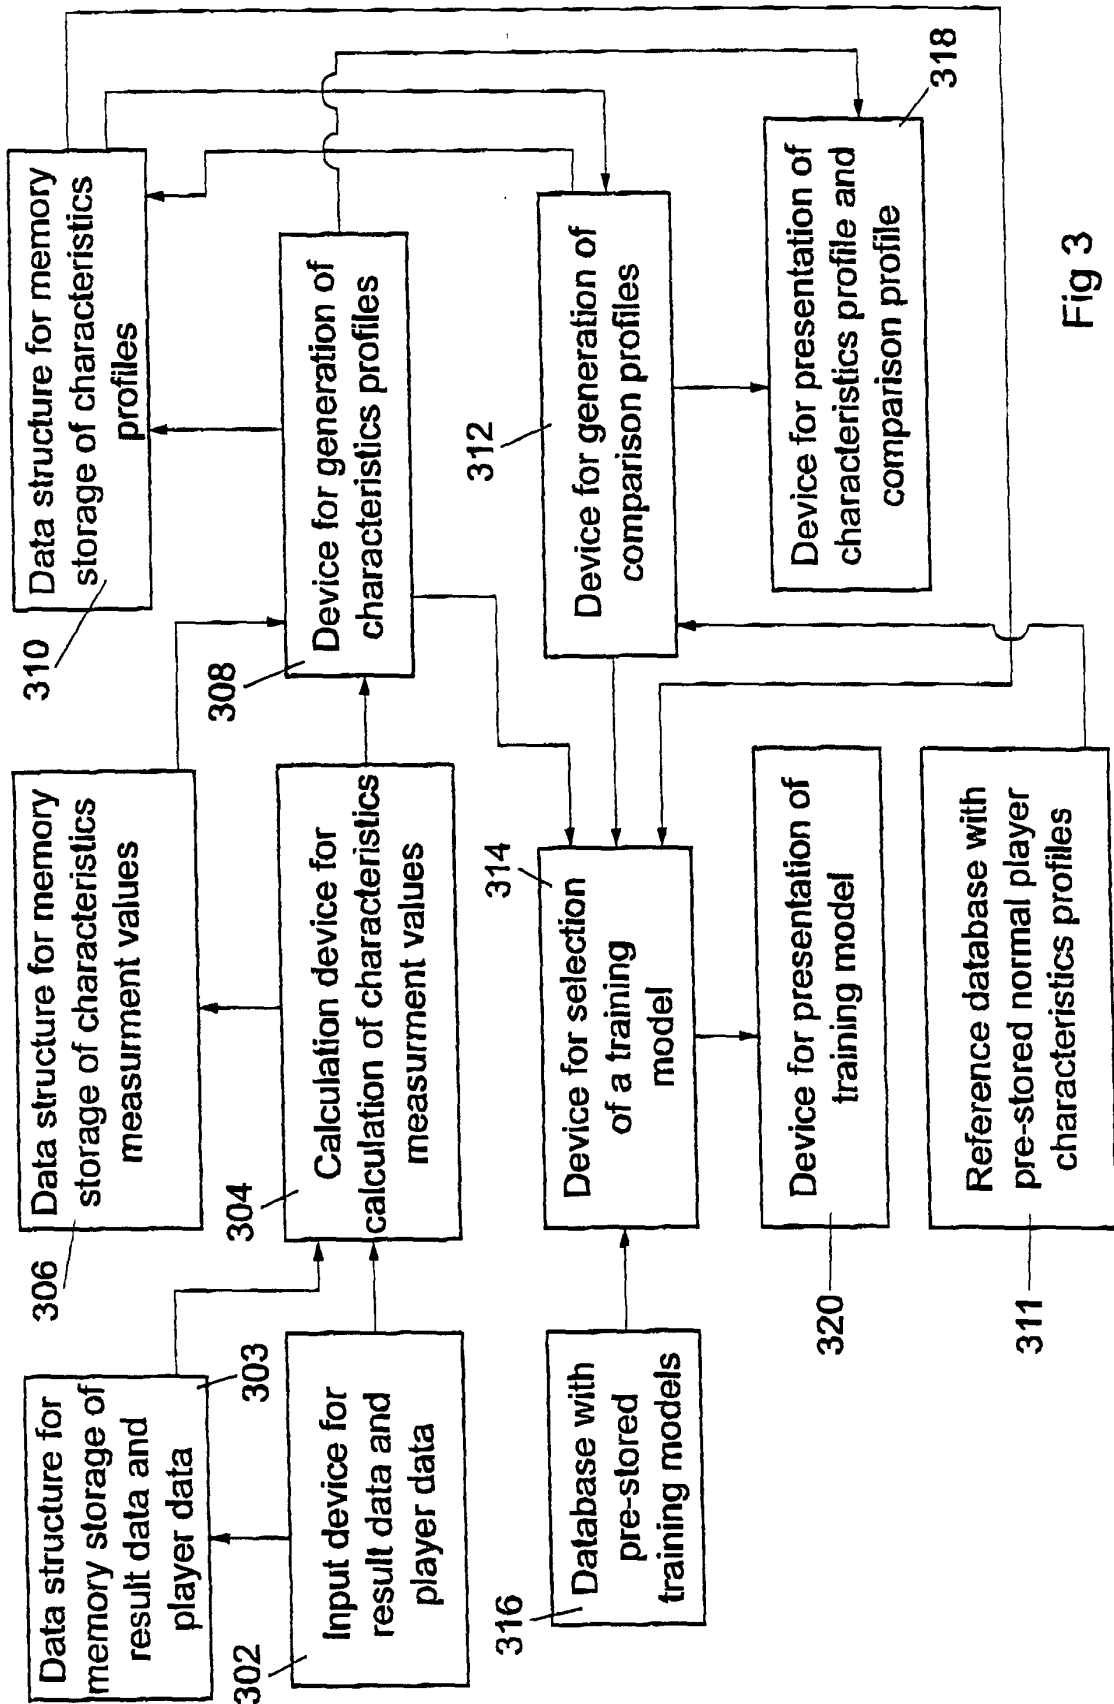 Data structure for
memory storage of
result data and
player data
303
Data structure for memory
storage of characteristics
measurment values
306
Data structure for memory
storage of characteristics
profiles
310
Input device for
result data and
player data
302
Calculation device for
calculation of characteristics
measurment values
304
Device for generation of
characteristics profiles
308
Database with
pre-stored
training models
316
Device for selection
of a training
model
314
Device for generation of
comparison profiles
312
Device for presentation of
training model
320
Device for presentation of
characteristics profile and
comparison profile
318
Reference database with
pre-stored normal player
characteristics profiles
311
Fig 3